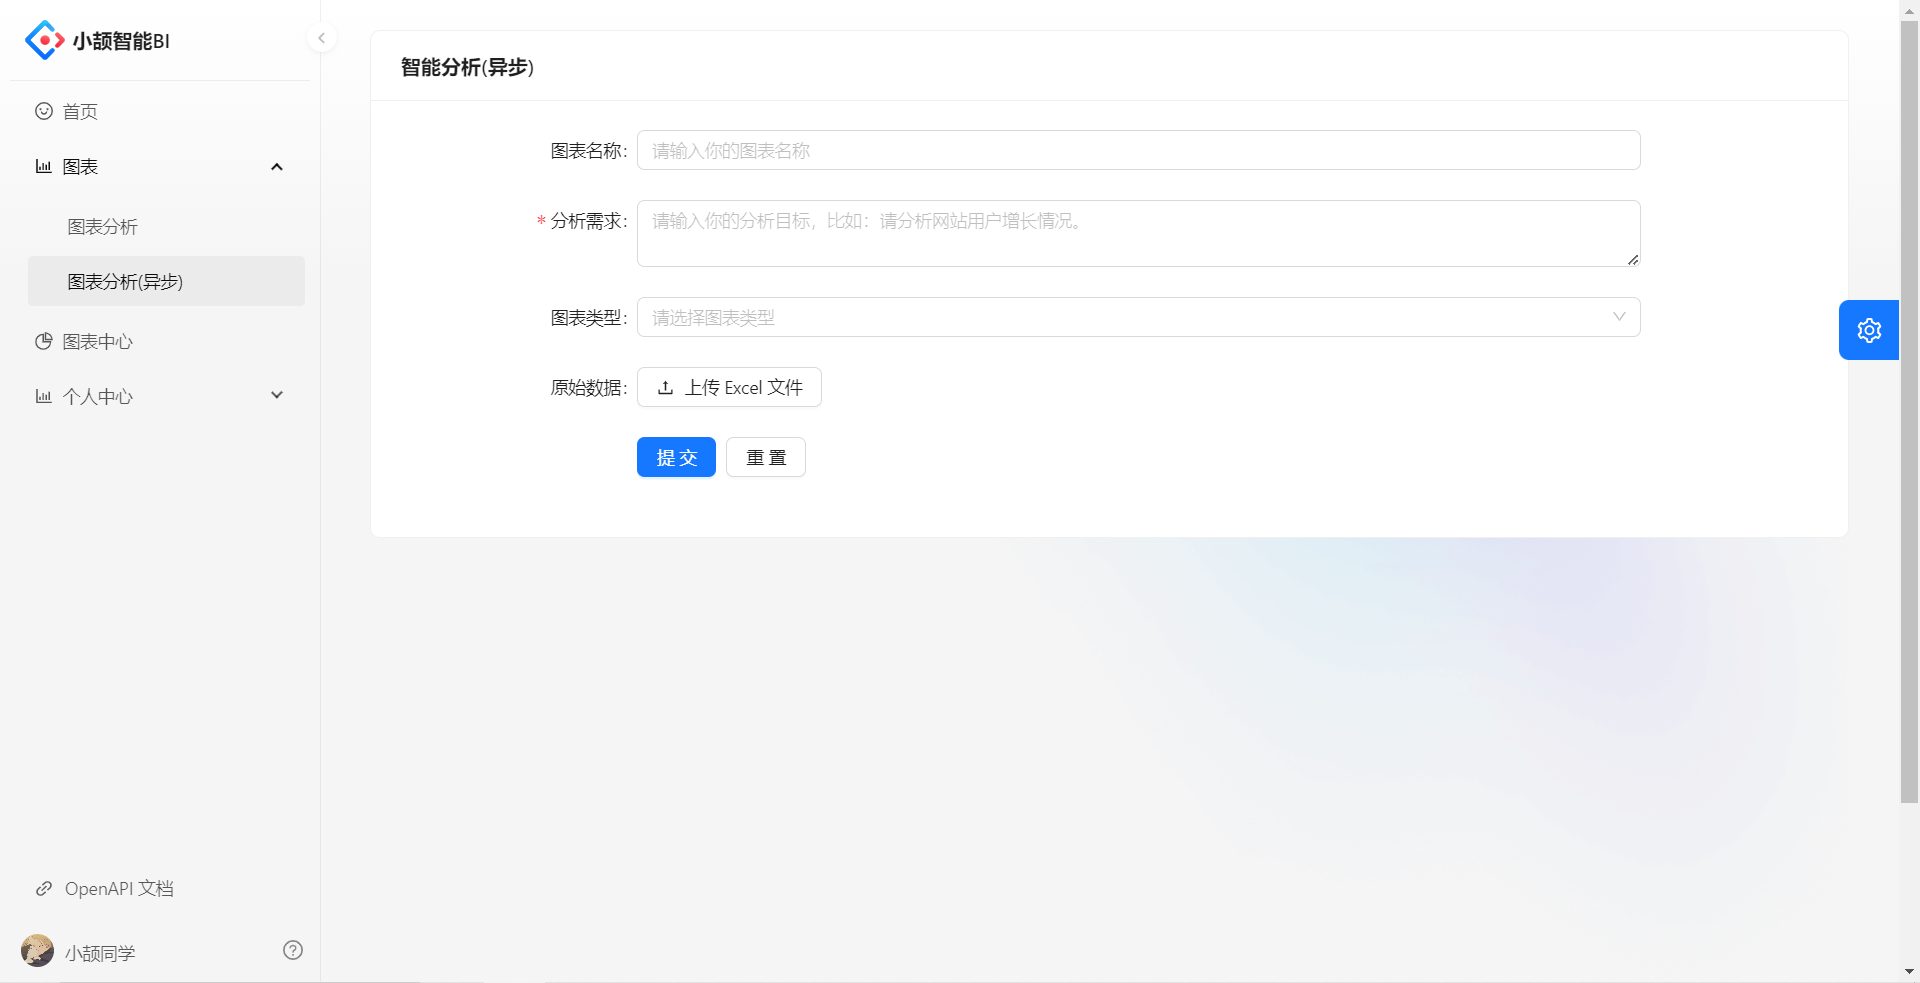 小颉智能BI
首页
图表
图表分析
图表分析(异步)
图表中心
个人中心
OpenAPI 文档
小颉同学
智能分析(异步)
图表名称:
请输入你的图表名称
* 分析需求:
请输入你的分析目标，比如：请分析网站用户增长情况。
图表类型:
请选择图表类型
原始数据:
上传 Excel 文件
提 交
重 置